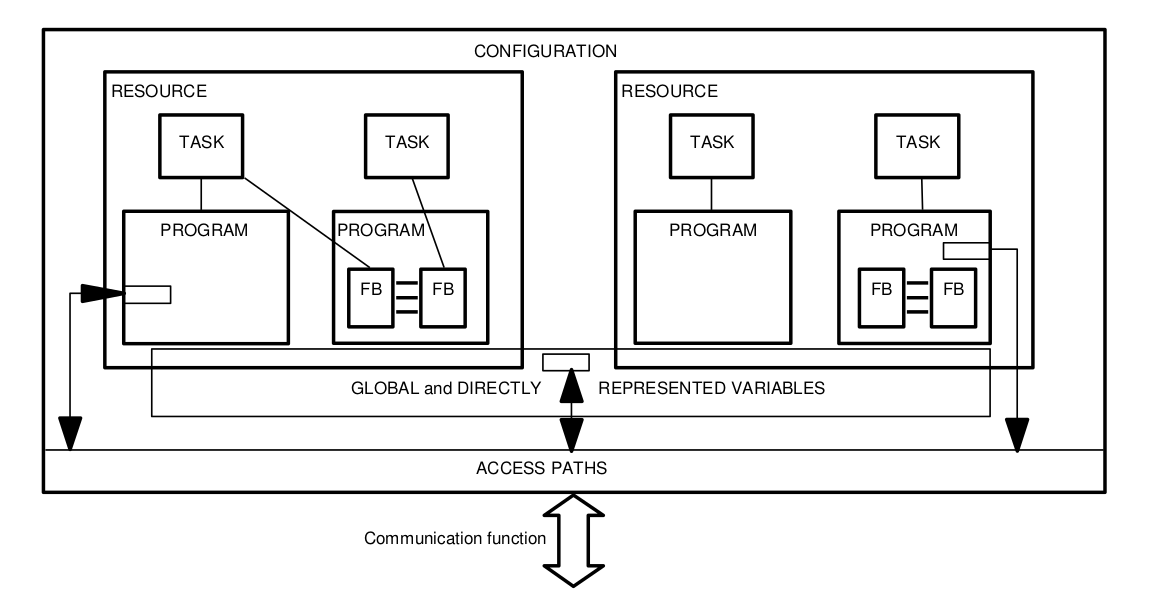 CONFIGURATION
RESOURCE
RESOURCE
TASK
TASK
TASK
TASK
PROGRAM
PROGRAM
PROGRAM
PROGRAM
FB
FB
FB
FB
GLOBAL and DIRECTLY REPRESENTED VARIABLES
ACCESS PATHS
Communication function